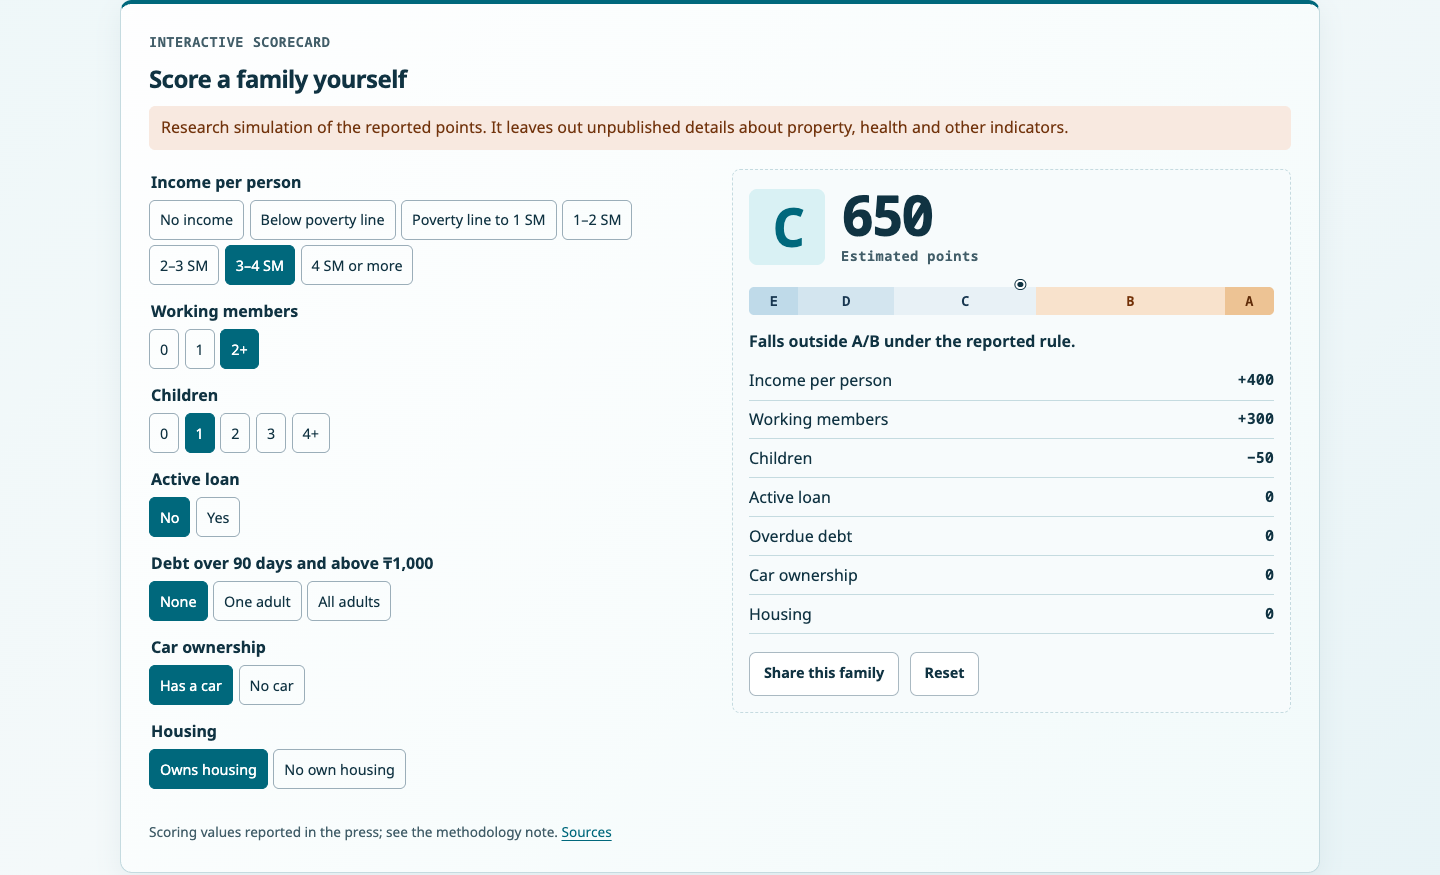 INTERACTIVE SCORECARD
Score a family yourself
Research simulation of the reported points. It leaves out unpublished details about property, health and other indicators.
Income per person
No income
Below poverty line
Poverty line to 1 SM
1–2 SM
2–3 SM
3–4 SM
4 SM or more
Working members
0
1
2+
Children
0
1
2
3
4+
Active loan
No
Yes
Debt over 90 days and above ₸1,000
None
One adult
All adults
Car ownership
Has a car
No car
Housing
Owns housing
No own housing
Scoring values reported in the press; see the methodology note. Sources
C
650
Estimated points
E
D
C
B
A
Falls outside A/B under the reported rule.
Income per person +400
Working members +300
Children −50
Active loan 0
Overdue debt 0
Car ownership 0
Housing 0
Share this family
Reset